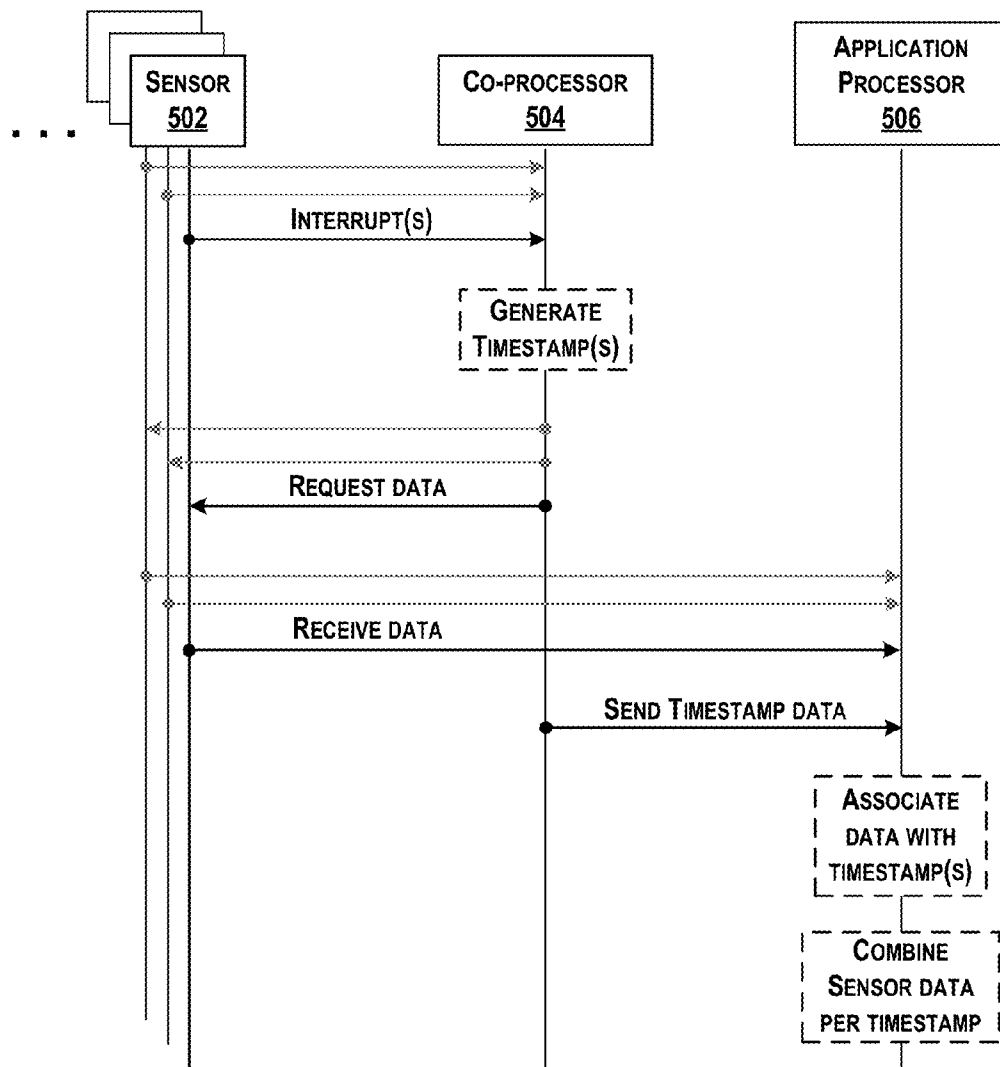 SENSOR
502
CO-PROCESSOR
504
APPLICATION
PROCESSOR
506
. . .
INTERRUPT(S)
GENERATE
TIMESTAMP(S)
REQUEST DATA
RECEIVE DATA
SEND TIMESTAMP DATA
ASSOCIATE
DATA WITH
TIMESTAMP(S)
COMBINE
SENSOR DATA
PER TIMESTAMP